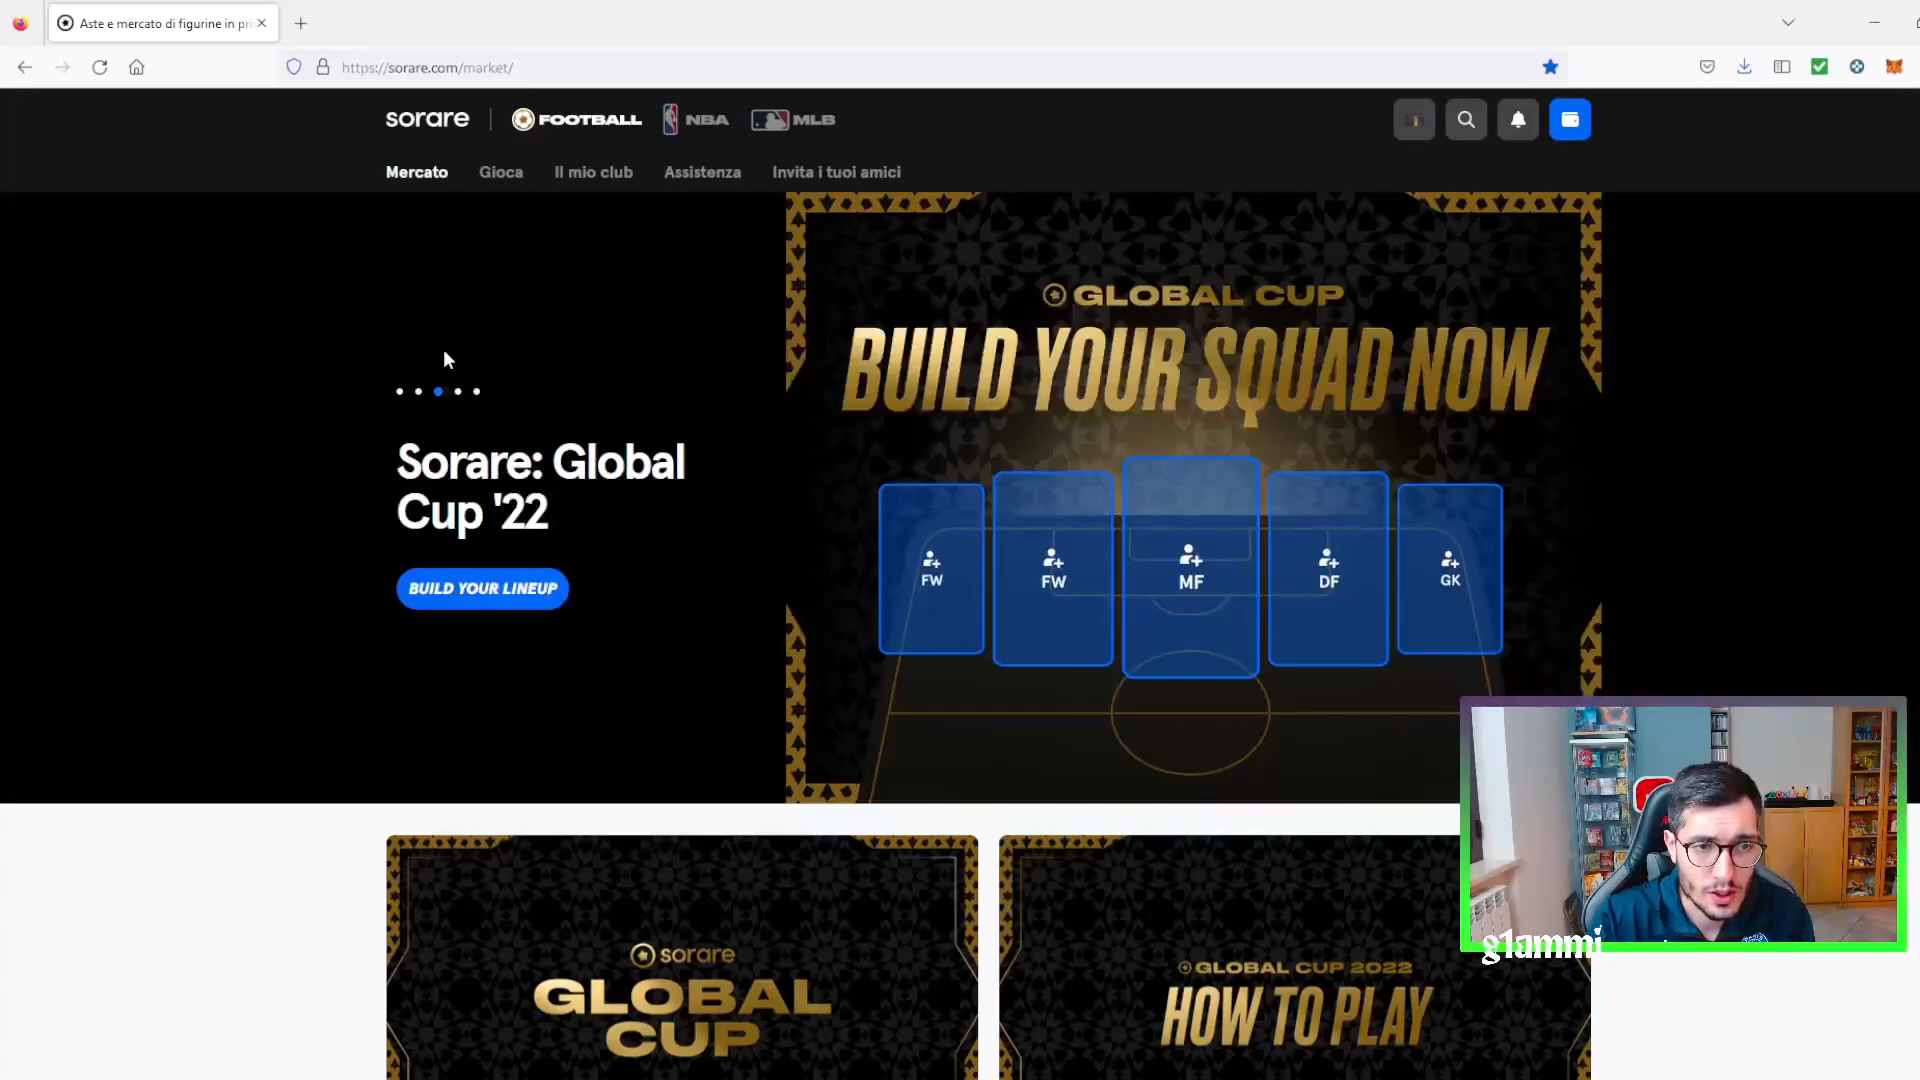 Aste e mercato di figurine in pr
https://sorare.com/market/
sorare
FOOTBALL
NBA
MLB
Mercato
Gioca
Il mio club
Assistenza
Invita i tuoi amici
GLOBAL CUP
BUILD YOUR SQUAD NOW
Sorare: Global
Cup '22
BUILD YOUR LINEUP
FW
FW
MF
DF
GK
sorare
GLOBAL
CUP
GLOBAL CUP 2022
HOW TO PLAY
g1ammi